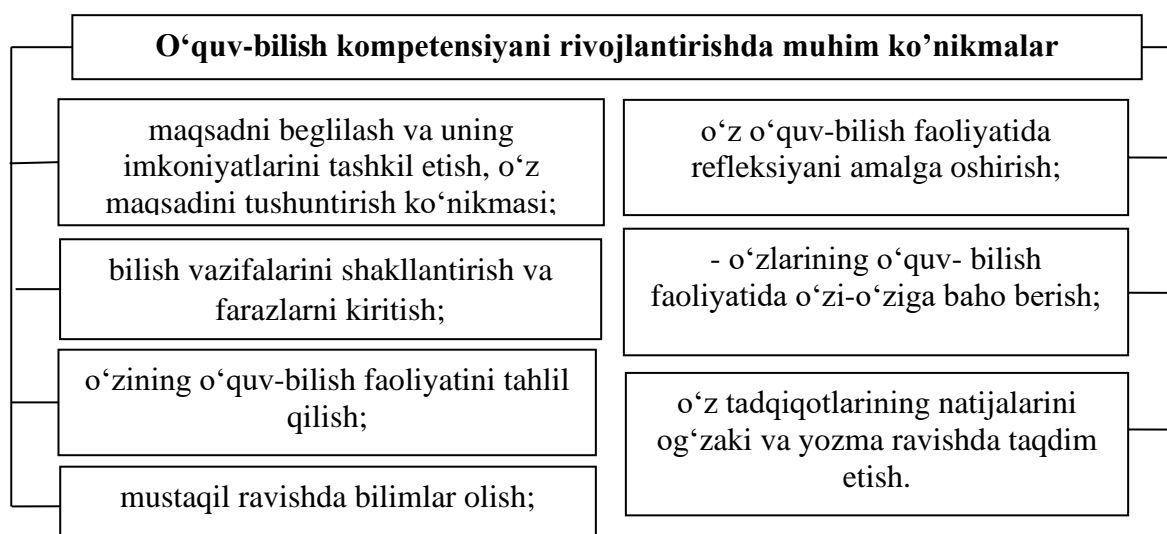 O‘quv-bilish kompetensiyani rivojlantirishda muhim ko’nikmalar
maqsadni beglilash va uning
imkoniyatlarini tashkil etish, o‘z
maqsadini tushuntirish ko‘nikmasi;
bilish vazifalarini shakllantirish va
farazlarni kiritish;
o‘zining o‘quv-bilish faoliyatini tahlil
qilish;
mustaqil ravishda bilimlar olish;
o‘z o‘quv-bilish faoliyatida
refleksiyani amalga oshirish;
- o‘zlarining o‘quv- bilish
faoliyatida o‘zi-o‘ziga baho berish;
o‘z tadqiqotlarining natijalarini
og‘zaki va yozma ravishda taqdim
etish.